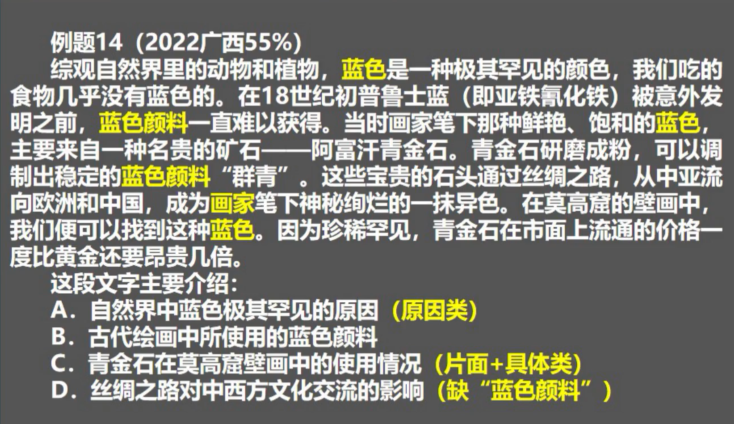 例题14（2022广西55%）
综观自然界里的动物和植物，蓝色是一种极其罕见的颜色，我们吃的
食物几乎没有蓝色的。在18世纪初普鲁士蓝（即亚铁氰化铁）被意外发
明之前，蓝色颜料一直难以获得。当时画家笔下那种鲜艳、饱和的蓝色，
主要来自一种名贵的矿石——阿富汗青金石。青金石研磨成粉，可以调
制出稳定的蓝色颜料“群青”。这些宝贵的石头通过丝绸之路，从中亚流
向欧洲和中国，成为画家笔下神秘绚烂的一抹异色。在莫高窟的壁画中，
我们便可以找到这种蓝色。因为珍稀罕见，青金石在市面上流通的价格一
度比黄金还要昂贵几倍。
这段文字主要介绍：
A．自然界中蓝色极其罕见的原因（原因类）
B．古代绘画中所使用的蓝色颜料
C．青金石在莫高窟壁画中的使用情况（片面+具体类）
D．丝绸之路对中西方文化交流的影响（缺“蓝色颜料”）